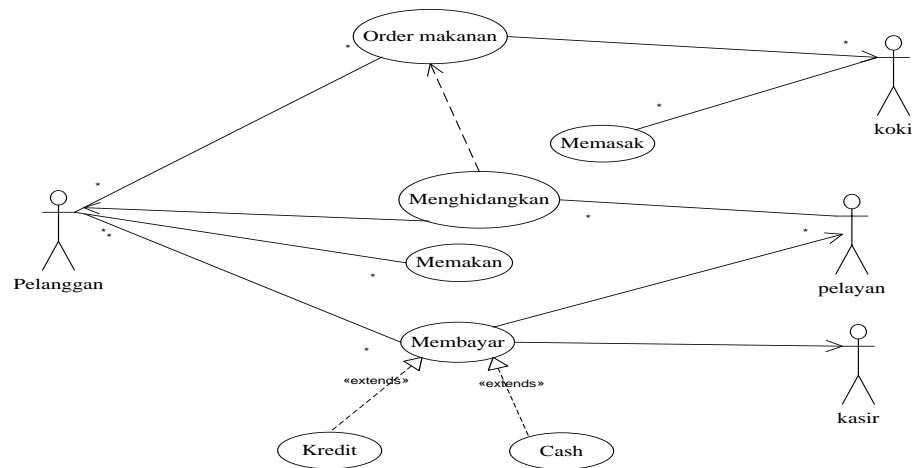 Order makanan
*
*
koki
*
Memasak
*
Menghidangkan
*
Pelanggan
**
Memakan
*
*
pelayan
Membayar
*
«extends»
«extends»
kasir
Kredit
Cash